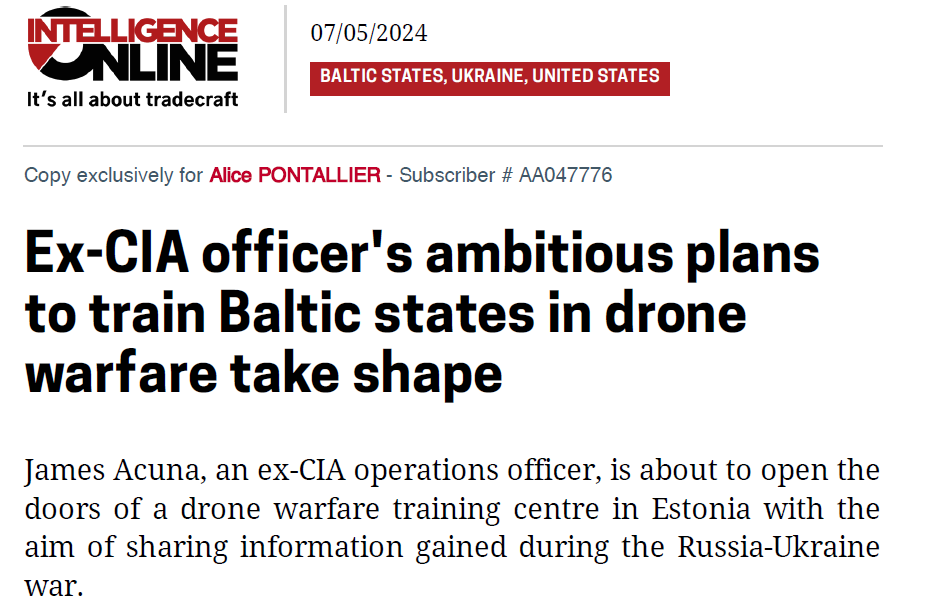 INTELLIGENCE
ONLINE
It's all about tradecraft
07/05/2024
BALTIC STATES, UKRAINE, UNITED STATES
Copy exclusively for Alice PONTALLIER - Subscriber # AA047776
Ex-CIA officer's ambitious plans
to train Baltic states in drone
warfare take shape
James Acuna, an ex-CIA operations officer, is about to open the
doors of a drone warfare training centre in Estonia with the
aim of sharing information gained during the Russia-Ukraine
war.